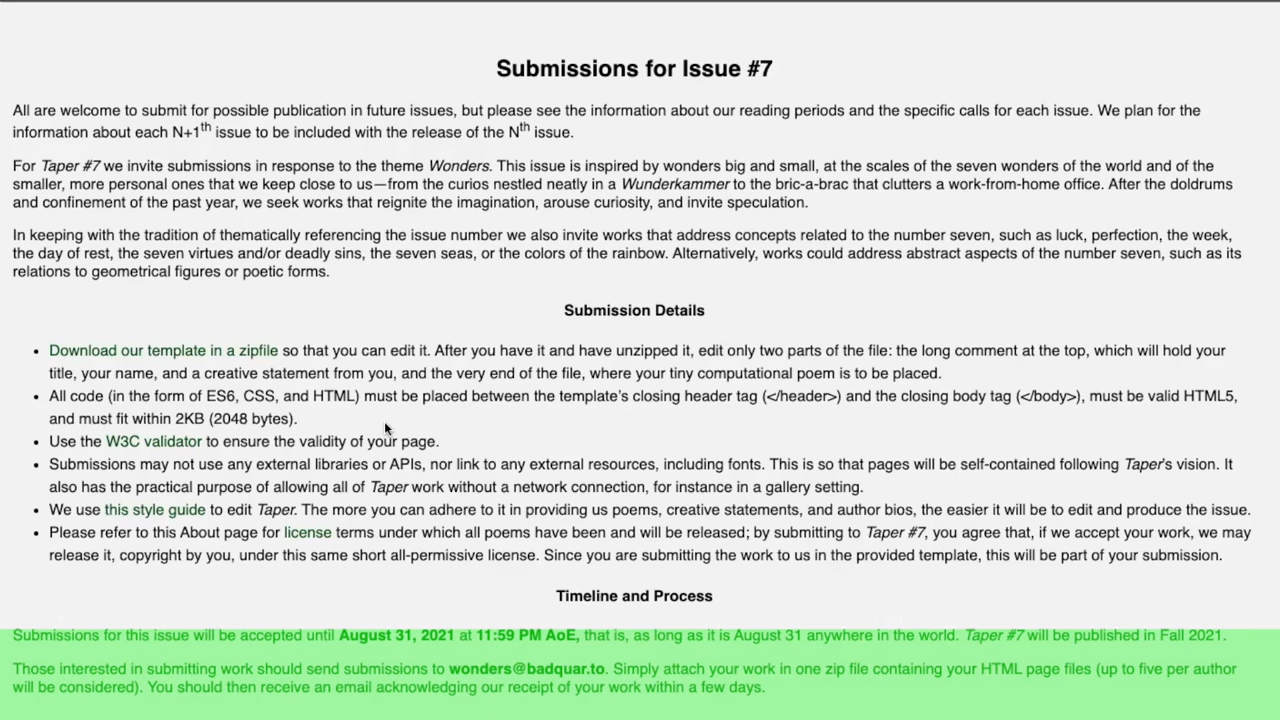 Submissions for Issue #7
All are welcome to submit for possible publication in future issues, but please see the information about our reading periods and the specific calls for each issue. We plan for the
information about each N+1th issue to be included with the release of the Nth issue.
For Taper #7 we invite submissions in response to the theme Wonders. This issue is inspired by wonders big and small, at the scales of the seven wonders of the world and of the
smaller, more personal ones that we keep close to us—from the curios nestled neatly in a Wunderkammer to the bric-a-brac that clutters a work-from-home office. After the doldrums
and confinement of the past year, we seek works that reignite the imagination, arouse curiosity, and invite speculation.
In keeping with the tradition of thematically referencing the issue number we also invite works that address concepts related to the number seven, such as luck, perfection, the week,
the day of rest, the seven virtues and/or deadly sins, the seven seas, or the colors of the rainbow. Alternatively, works could address abstract aspects of the number seven, such as its
relations to geometrical figures or poetic forms.
Submission Details
• Download our template in a zipfile so that you can edit it. After you have it and have unzipped it, edit only two parts of the file: the long comment at the top, which will hold your
title, your name, and a creative statement from you, and the very end of the file, where your tiny computational poem is to be placed.
• All code (in the form of ES6, CSS, and HTML) must be placed between the template's closing header tag (</header>) and the closing body tag (</body>), must be valid HTML5,
and must fit within 2KB (2048 bytes).
• Use the W3C validator to ensure the validity of your page.
• Submissions may not use any external libraries or APIs, nor link to any external resources, including fonts. This is so that pages will be self-contained following Taper's vision. It
also has the practical purpose of allowing all of Taper work without a network connection, for instance in a gallery setting.
• We use this style guide to edit Taper. The more you can adhere to it in providing us poems, creative statements, and author bios, the easier it will be to edit and produce the issue.
• Please refer to this About page for license terms under which all poems have been and will be released; by submitting to Taper #7, you agree that, if we accept your work, we may
release it, copyright by you, under this same short all-permissive license. Since you are submitting the work to us in the provided template, this will be part of your submission.
Timeline and Process
Submissions for this issue will be accepted until August 31, 2021 at 11:59 PM AoE, that is, as long as it is August 31 anywhere in the world. Taper #7 will be published in Fall 2021.
Those interested in submitting work should send submissions to wonders@badquar.to. Simply attach your work in one zip file containing your HTML page files (up to five per author
will be considered). You should then receive an email acknowledging our receipt of your work within a few days.